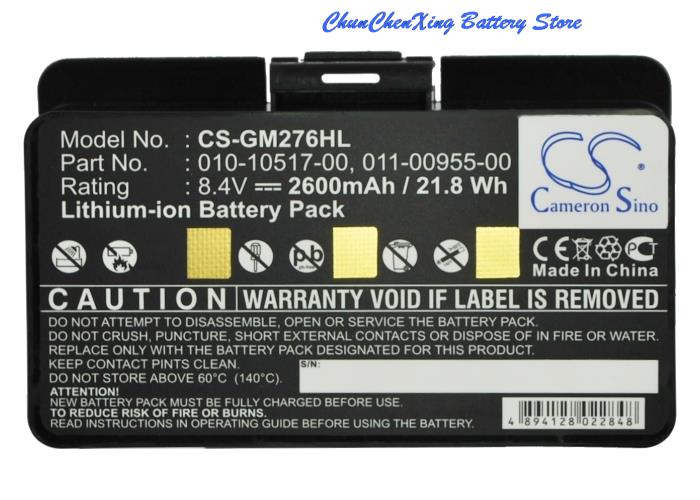 ChunChenXing Battery Store
Model No. : CS-GM276HL
Part No. : 010-10517-00, 011-00955-00
Rating : 8.4V 2600mAh / 21.8 Wh
Lithium-ion Battery Pack
CS
Cameron Sino
pb
CE PCT
Made In China
CAUTION WARRANTY VOID IF LABEL IS REMOVED
DO NOT ATTEMPT TO DISASSEMBLE, OPEN OR SERVICE THE BATTERY PACK.
DO NOT CRUSH, PUNCTURE, SHORT EXTERNAL CONTACTS OR DISPOSE OF IN FIRE OR WATER.
REPLACE ONLY WITH A BATTERY PACK DESIGNATED FOR THIS PRODUCT.
KEEP CONTACT PINTS CLEAN.
DO NOT STORE ABOVE 60°C (140°C).
S/N:
ATTENTION!
NEW BATTERY PACK MUST BE FULLY CHARGED BEFORE USE.
TO REDUCE RISK OF FIRE OR BURNS.
READ OPERATING GUIDE BEFORE USING THE BATTERY.
4 894128 022848